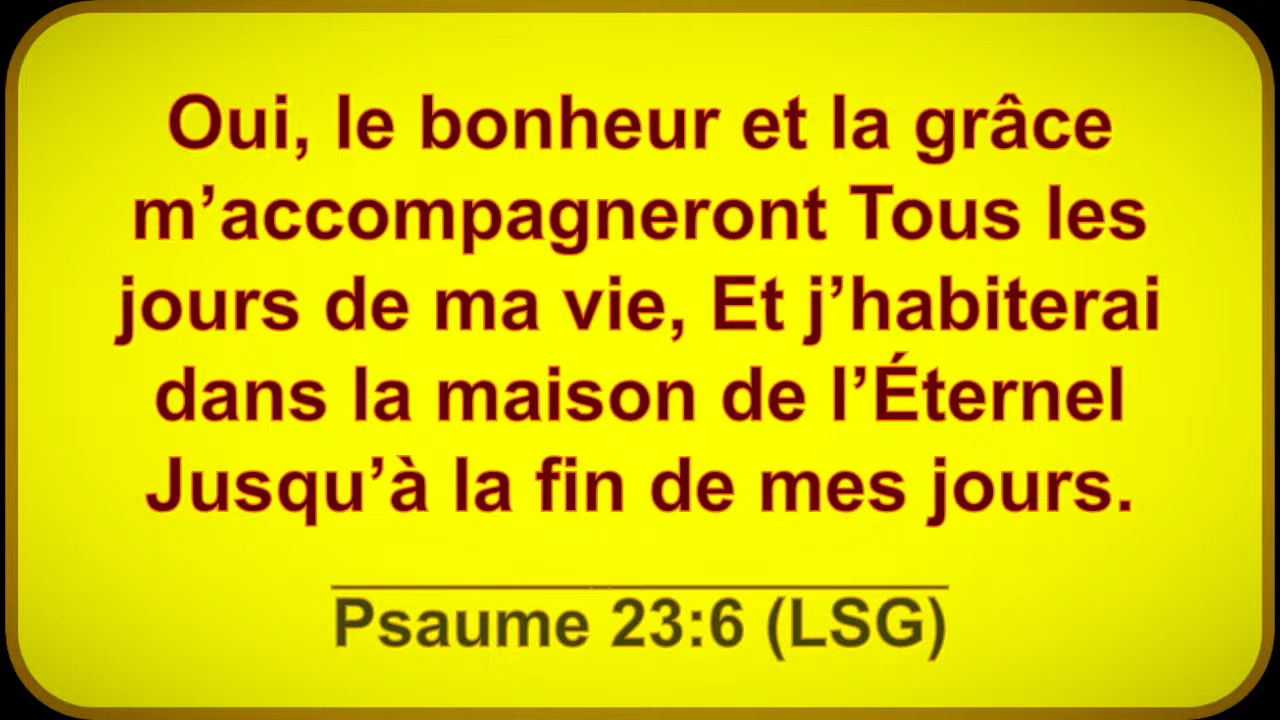 Oui, le bonheur et la grâce
m’accompagneront Tous les
jours de ma vie, Et j’habiterai
dans la maison de l’Éternel
Jusqu’à la fin de mes jours.
Psaume 23:6 (LSG)